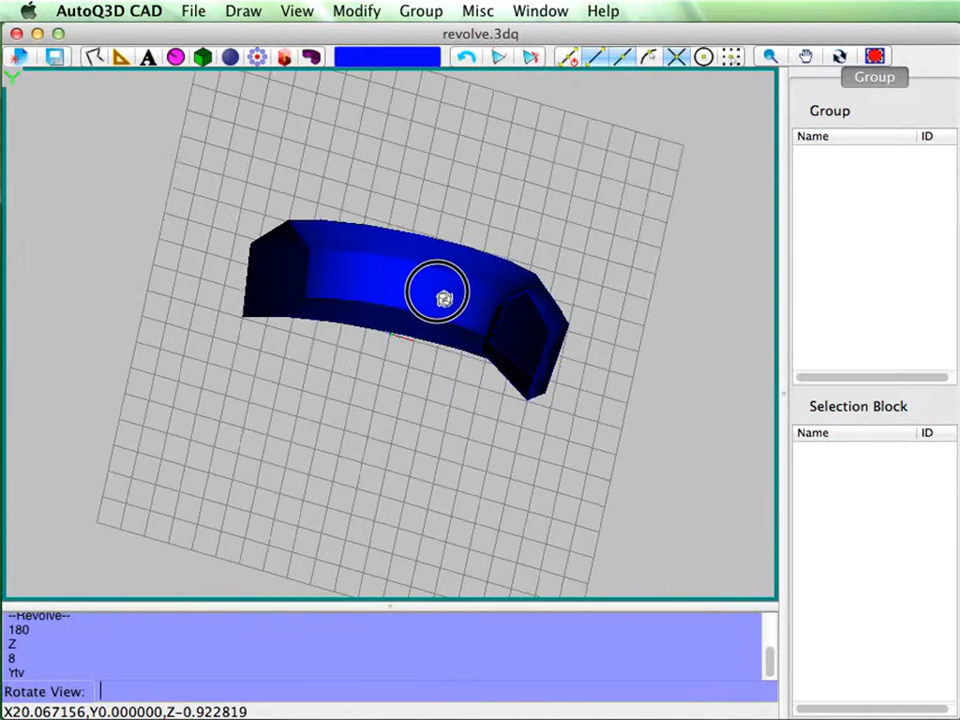 AutoQ3D CAD File Draw View Modify Group Misc Window Help
revolve.3dq
A
Y
Group
Group
Name ID
Selection Block
Name ID
--Revolve--
180
Z
8
'rtv
Rotate View:
X20.067156,Y0.000000,Z-0.922819